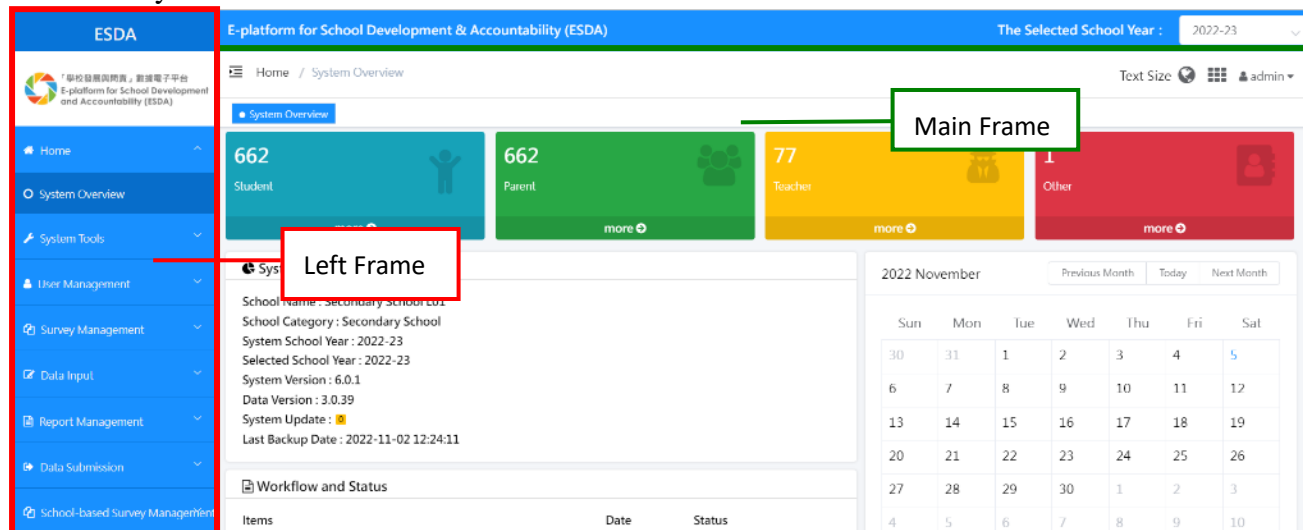 ESDA
E-platform for School Development & Accountability (ESDA)
The Selected School Year : 2022-23
「學校發展與問責」數據電子平台
E-platform for School Development
and Accountability (ESDA)
Home / System Overview
Text Size
admin
System Overview
Main Frame
Home
System Overview
System Tools
User Management
Survey Management
Data Input
Report Management
Data Submission
School-based Survey Management
Left Frame
662
Student
662
Parent
more
77
Teacher
more
1
Other
more
School Category : Secondary School
System School Year : 2022-23
Selected School Year : 2022-23
System Version : 6.0.1
Data Version : 3.0.39
System Update : 0
Last Backup Date : 2022-11-02 12:24:11
Workflow and Status
Items Date Status
2022 November
Previous Month Today Next Month
Sun Mon Tue Wed Thu Fri Sat
30 31 1 2 3 4 5
6 7 8 9 10 11 12
13 14 15 16 17 18 19
20 21 22 23 24 25 26
27 28 29 30 1 2 3
4 5 6 7 8 9 10